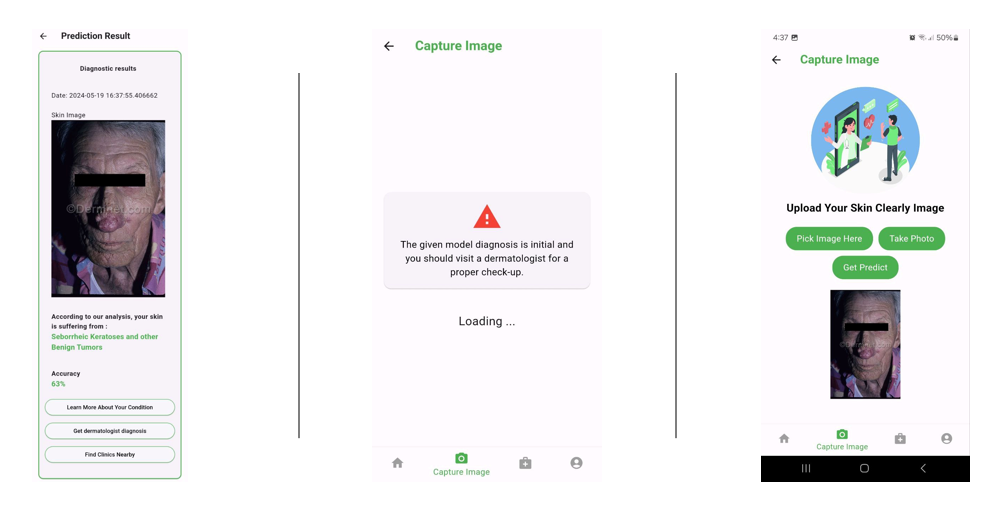 Prediction Result
Diagnostic results
Date: 2024-05-19 16:37:55.406662
Skin Image
©DermNet.com
According to our analysis, your skin
is suffering from :
Seborrheic Keratoses and other
Benign Tumors
Accuracy
63%
Learn More About Your Condition
Get dermatologist diagnosis
Find Clinics Nearby
Capture Image
The given model diagnosis is initial and
you should visit a dermatologist for a
proper check-up.
Loading ...
Capture Image
4:37
50%
Capture Image
Upload Your Skin Clearly Image
Pick Image Here
Take Photo
Get Predict
Capture Image